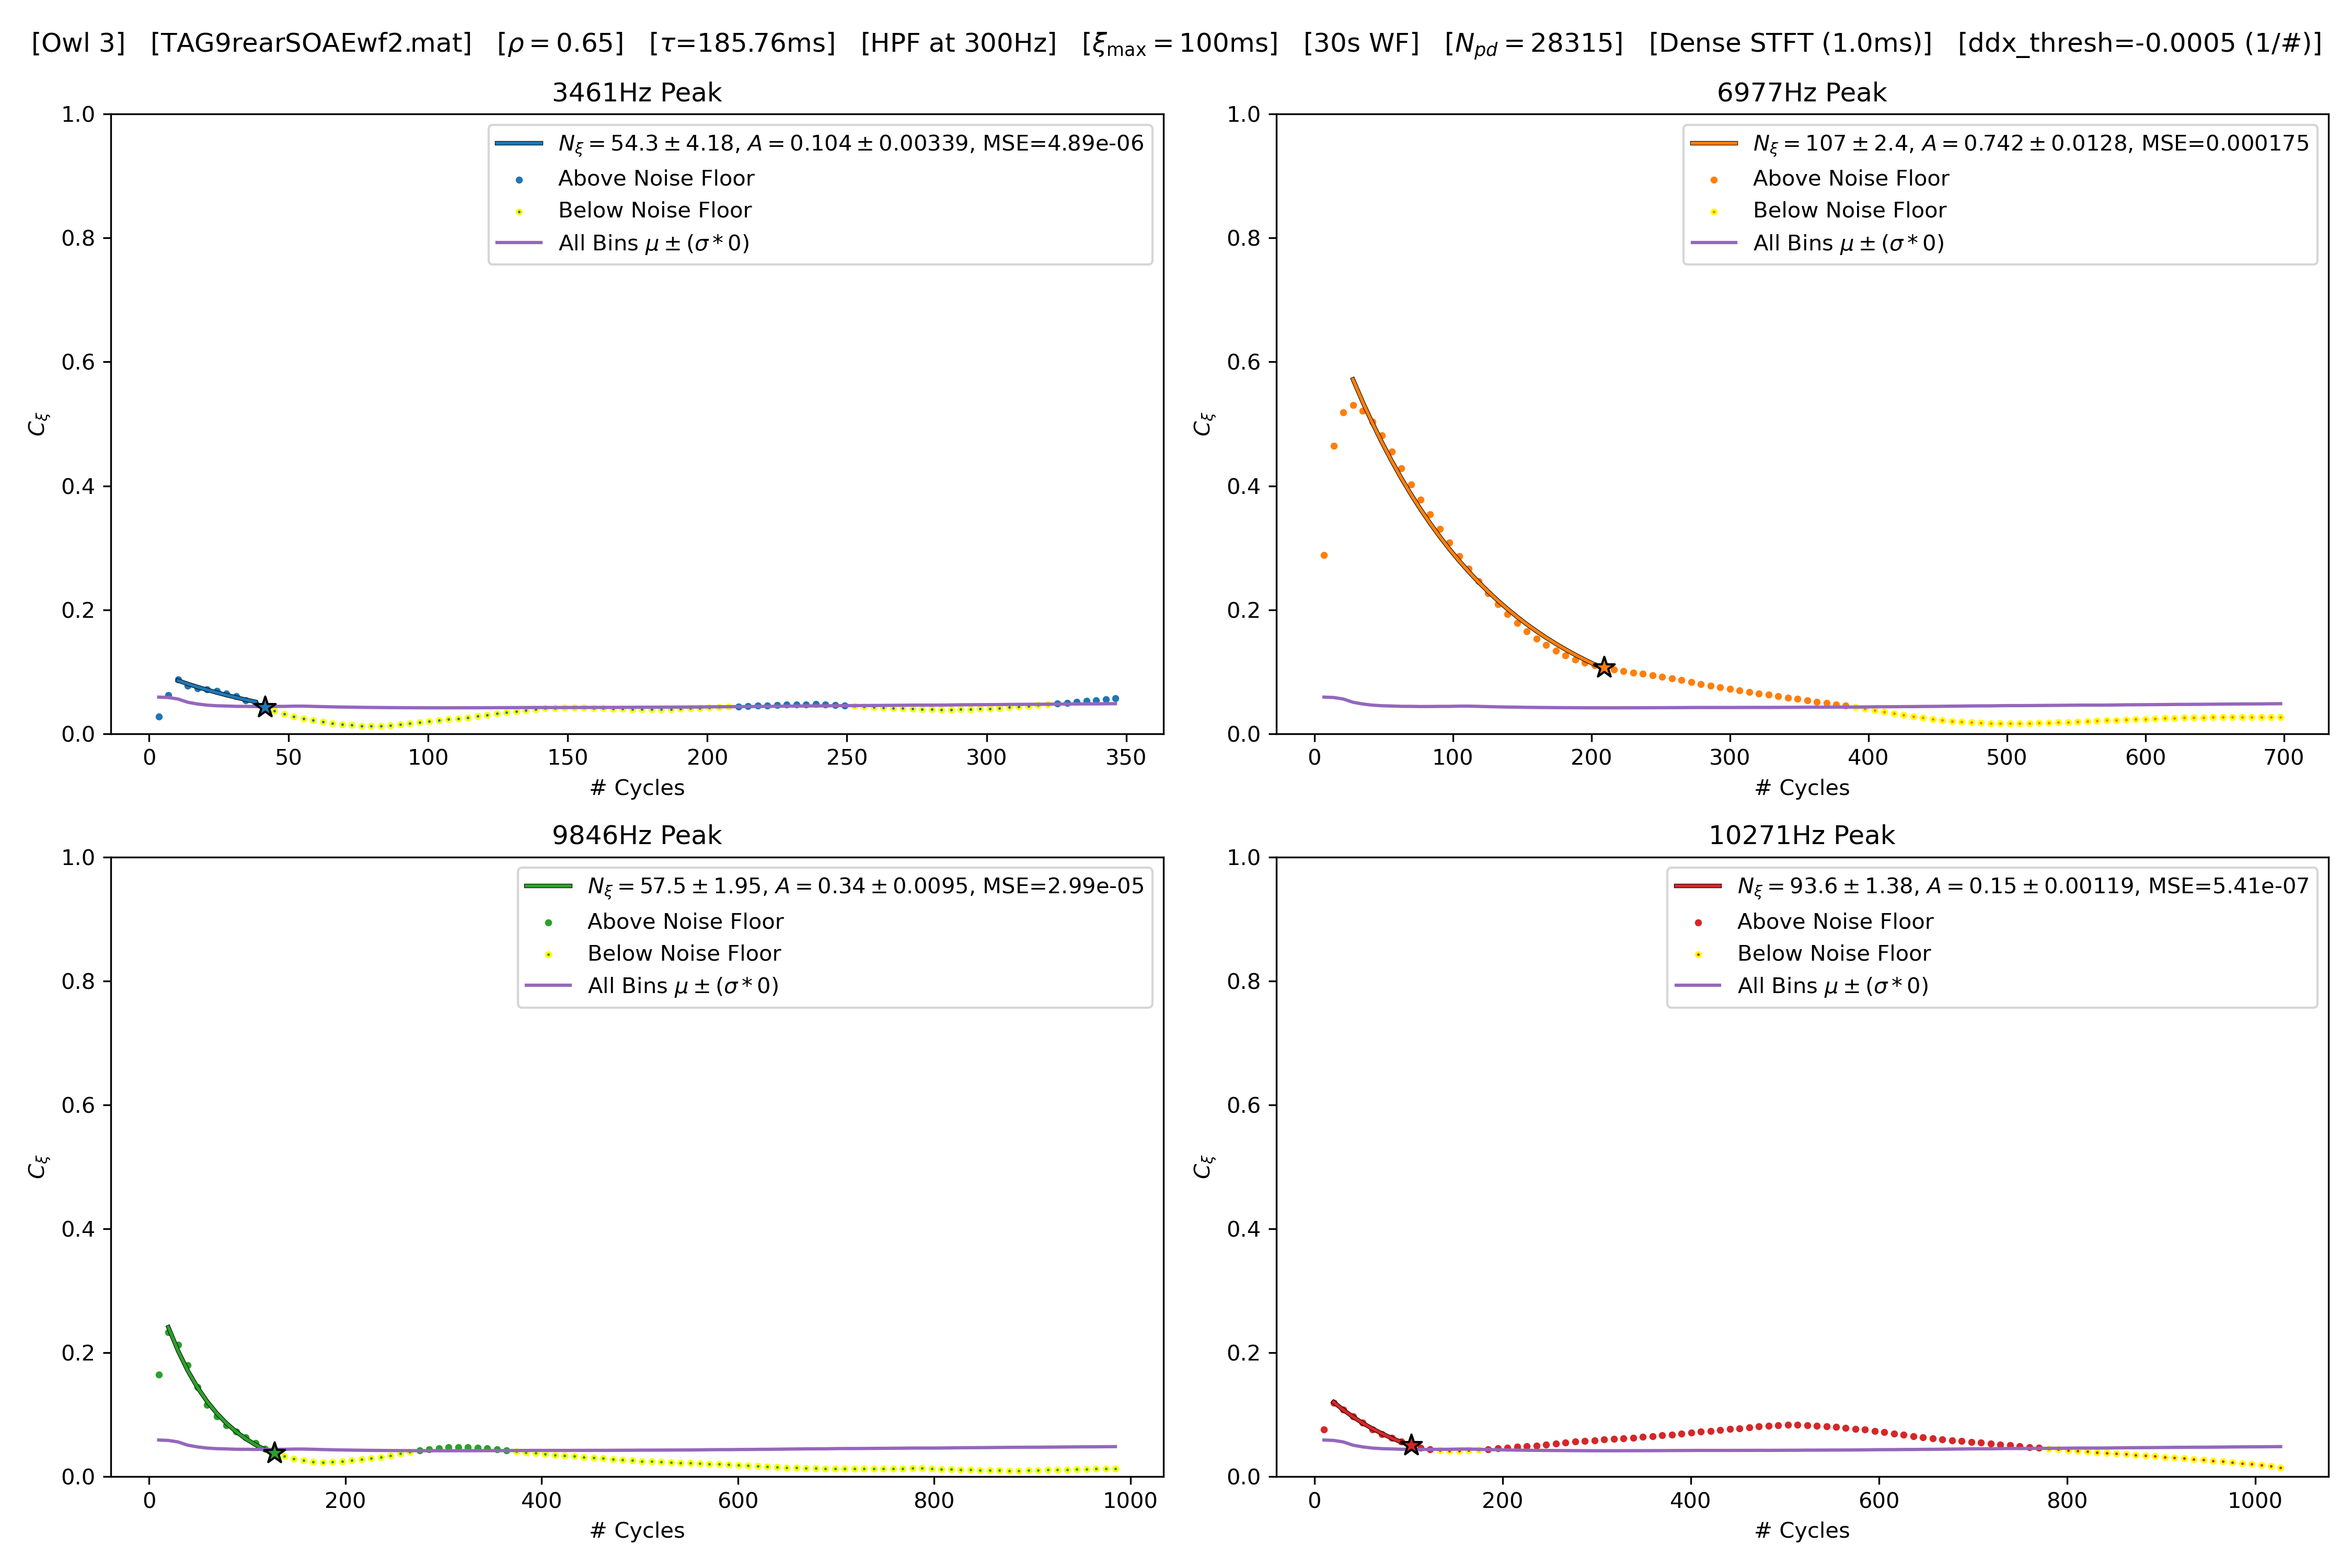 [Owl 3] [TAG9rearSOAEwf2.mat] [ρ = 0.65] [τ=185.76ms] [HPF at 300Hz] [ξmax = 100ms] [30s WF] [Npd = 28315] [Dense STFT (1.0ms)] [ddx_thresh=-0.0005 (1/#)]
3461Hz Peak
Nξ = 54.3 ± 4.18, A = 0.104 ± 0.00339, MSE=4.89e-06
Above Noise Floor
Below Noise Floor
All Bins μ ± (σ * 0)
1.0
0.8
0.6
0.4
0.2
0.0
Cξ
0 50 100 150 200 250 300 350
# Cycles
6977Hz Peak
Nξ = 107 ± 2.4, A = 0.742 ± 0.0128, MSE=0.000175
Above Noise Floor
Below Noise Floor
All Bins μ ± (σ * 0)
1.0
0.8
0.6
0.4
0.2
0.0
Cξ
0 100 200 300 400 500 600 700
# Cycles
9846Hz Peak
Nξ = 57.5 ± 1.95, A = 0.34 ± 0.0095, MSE=2.99e-05
Above Noise Floor
Below Noise Floor
All Bins μ ± (σ * 0)
1.0
0.8
0.6
0.4
0.2
0.0
Cξ
0 200 400 600 800 1000
# Cycles
10271Hz Peak
Nξ = 93.6 ± 1.38, A = 0.15 ± 0.00119, MSE=5.41e-07
Above Noise Floor
Below Noise Floor
All Bins μ ± (σ * 0)
1.0
0.8
0.6
0.4
0.2
0.0
Cξ
0 200 400 600 800 1000
# Cycles